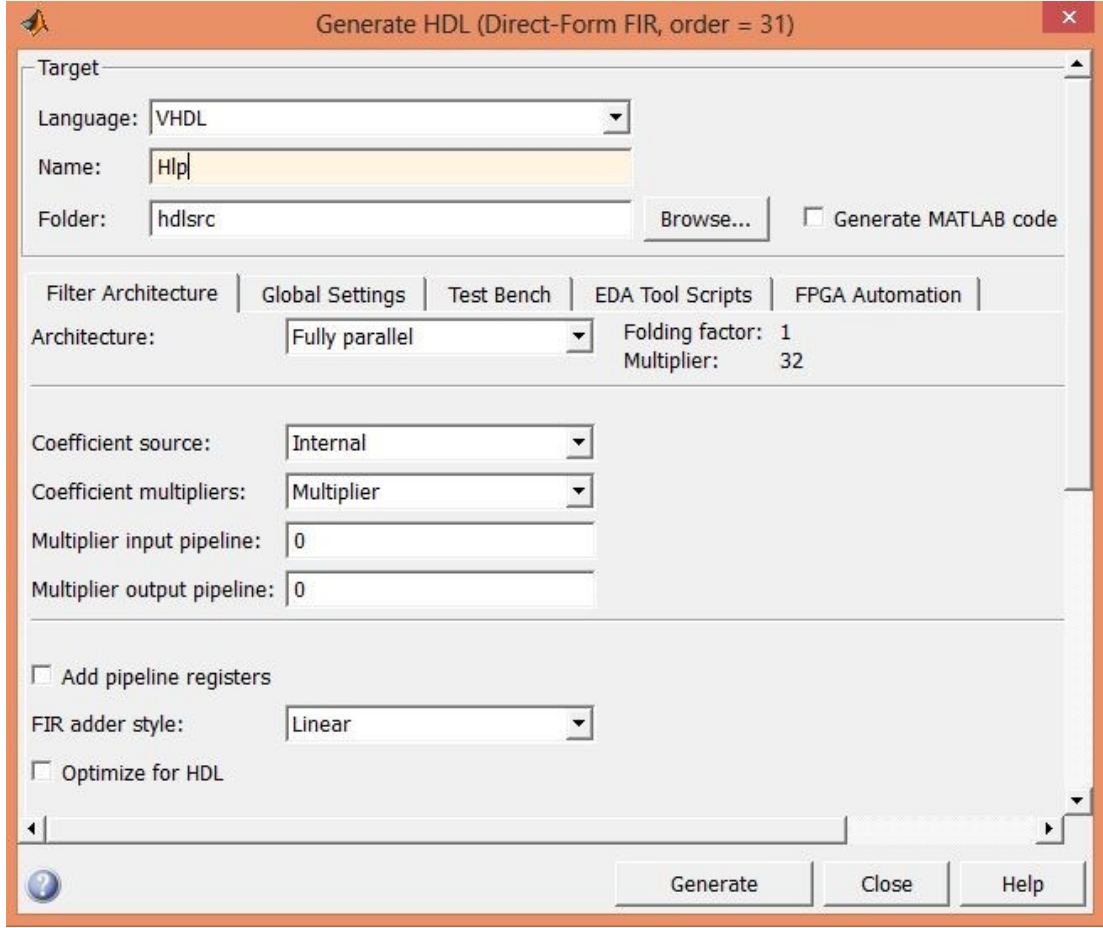 Generate HDL (Direct-Form FIR, order = 31)
×
Target
Language: VHDL
Name: Hlp
Folder: hdlsrc Browse... Generate MATLAB code
Filter Architecture Global Settings Test Bench EDA Tool Scripts FPGA Automation
Architecture: Fully parallel Folding factor: 1
Multiplier: 32
Coefficient source: Internal
Coefficient multipliers: Multiplier
Multiplier input pipeline: 0
Multiplier output pipeline: 0
Add pipeline registers
FIR adder style: Linear
Optimize for HDL
? Generate Close Help